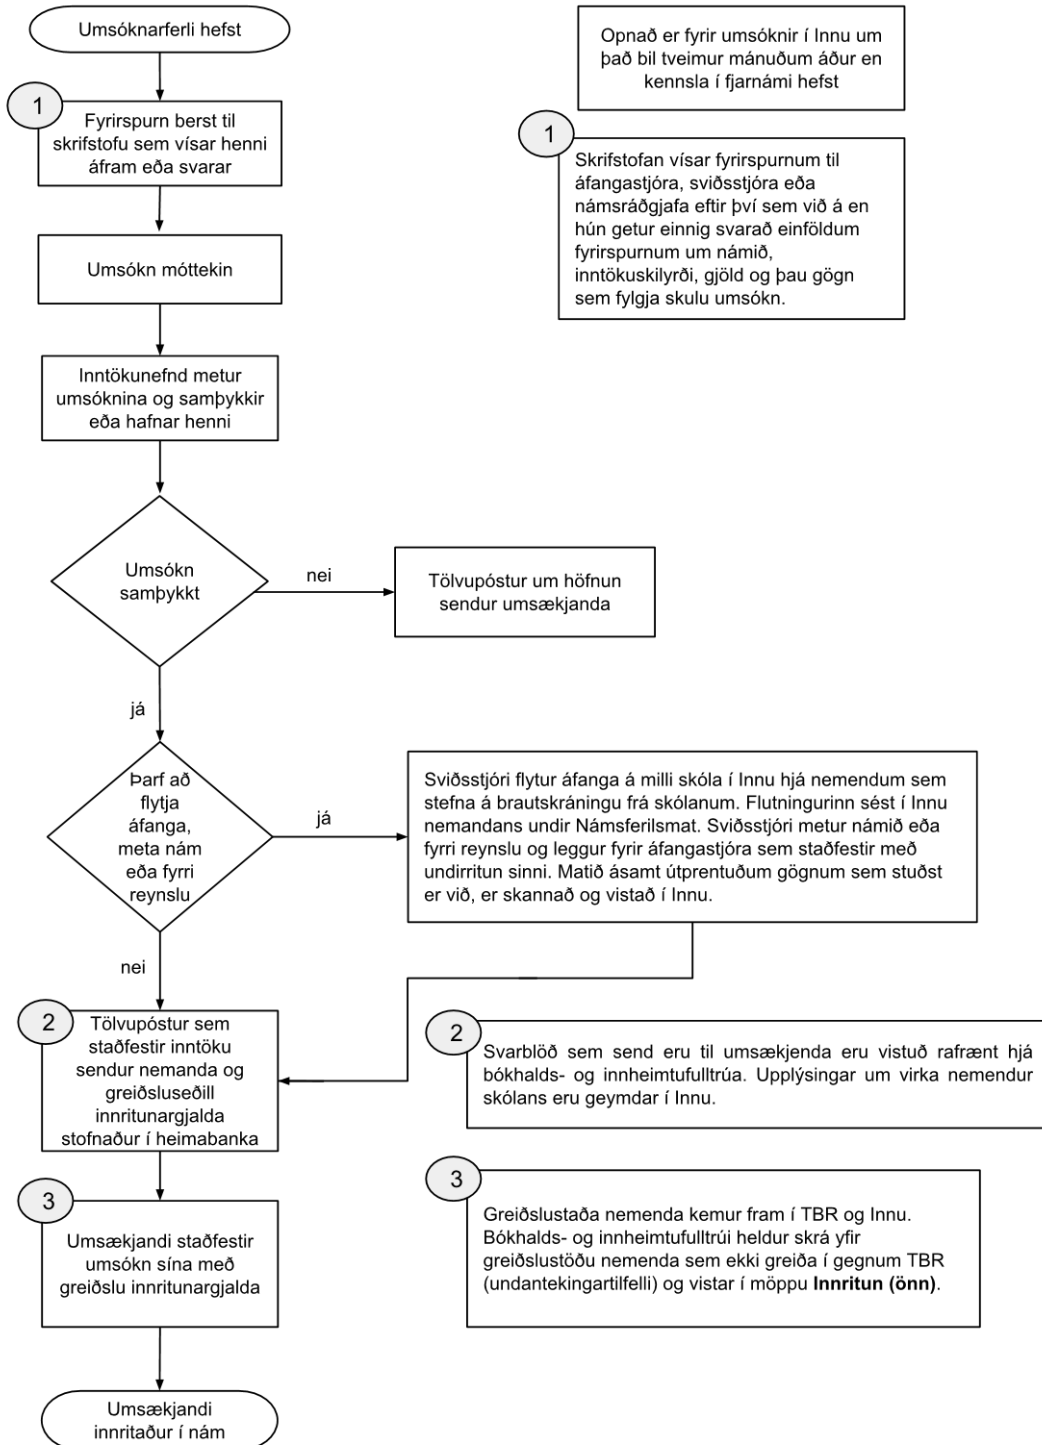 Umsóknarferli hefst
Opnað er fyrir umsóknir í Innu um
það bil tveimur mánuðum áður en
kennsla í fjarnámi hefst
1
Fyrirspurn berst til
skrifstofu sem vísar henni
áfram eða svarar
1
Skrifstofan vísar fyrirspurnum til
áfangastjóra, sviðsstjóra eða
námsráðgjafa eftir því sem við á en
hún getur einnig svarað einföldum
fyrirspurnum um námið,
inntökuskilyrði, gjöld og þau gögn
sem fylgja skulu umsókn.
Umsókn móttekin
Inntökunefnd metur
umsóknina og samþykkir
eða hafnar henni
Umsókn
samþykkt
nei
Tölvupóstur um höfnun
sendur umsækjanda
já
Þarf að
flytja
áfanga,
meta nám
eða fyrri
reynslu
já
Sviðsstjóri flytur áfanga á milli skóla í Innu hjá nemendum sem
stefna á brautskráningu frá skólanum. Flutningurinn sést í Innu
nemandans undir Námsferilsmat. Sviðsstjóri metur námið eða
fyrri reynslu og leggur fyrir áfangastjóra sem staðfestir með
undirritun sinni. Matið ásamt útprentuðum gögnum sem stuðst
er við, er skannað og vistað í Innu.
nei
2
Tölvupóstur sem
staðfestir inntöku
sendur nemanda og
greiðsluseðill
innritunargjalda
stofnaður í heimabanka
2
Svarblöð sem send eru til umsækjenda eru vistuð rafrænt hjá
bókhalds- og innheimtufulltrúa. Upplýsingar um virka nemendur
skólans eru geymdar í Innu.
3
Umsækjandi staðfestir
umsókn sína með
greiðslu innritunargjalda
3
Greiðslustaða nemenda kemur fram í TBR og Innu.
Bókhalds- og innheimtufulltrúi heldur skrá yfir
greiðslustöðu nemenda sem ekki greiða í gegnum TBR
(undantekingartilfelli) og vistar í möppu Innritun (önn).
Umsækjandi
innritaður í nám